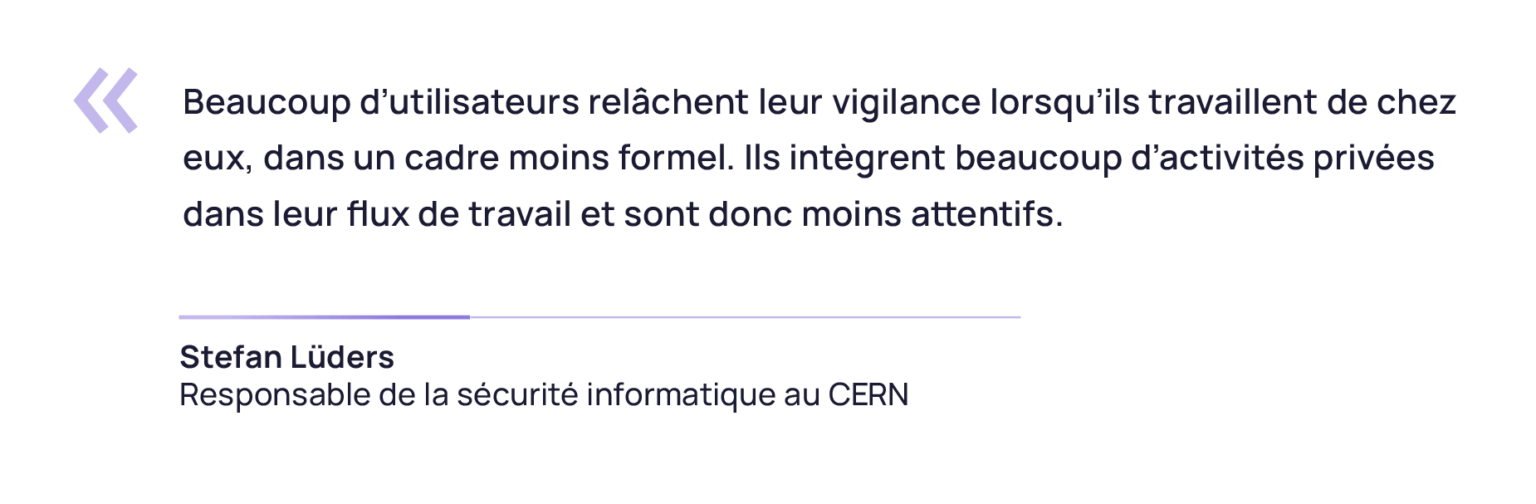 «
Beaucoup d’utilisateurs relâchent leur vigilance lorsqu’ils travaillent de chez
eux, dans un cadre moins formel. Ils intègrent beaucoup d’activités privées
dans leur flux de travail et sont donc moins attentifs.
Stefan Lüders
Responsable de la sécurité informatique au CERN